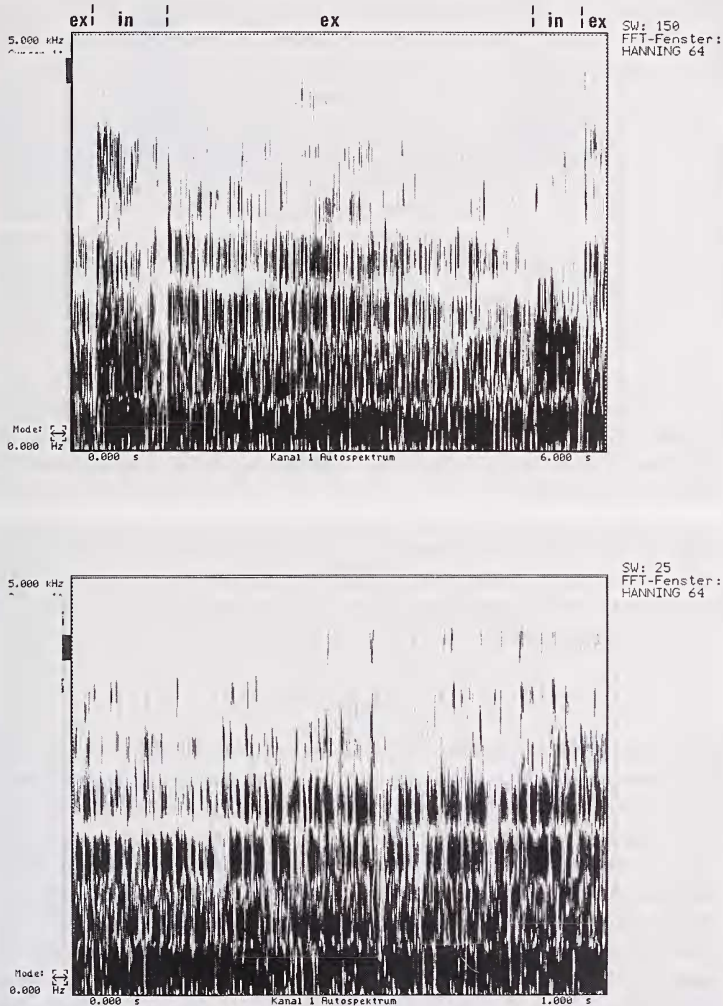 ex in ex in ex
SW: 150
FFT-Fenster:
HANNING 64
5.000 kHz
Mode:
0.000 Hz
0.000 s Kanal 1 Autospektrum 6.000 s
SW: 25
FFT-Fenster:
HANNING 64
5.000 kHz
Mode:
0.000 Hz
0.000 s Kanal 1 Autospektrum 1.000 s